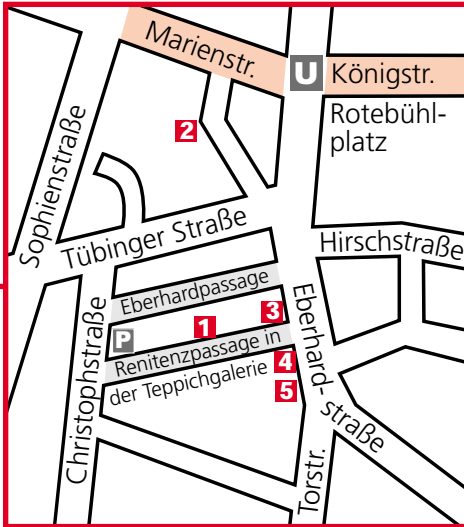 Marienstr.
U
Königstr.
Rotebühl-
platz
2
Sophienstraße
Tübinger Straße
Hirschstraße
Eberhardpassage
3
Eberhard-
straße
1
P
Renitenzpassage in
der Teppichgalerie
4
5
Christophstraße
Torstr.